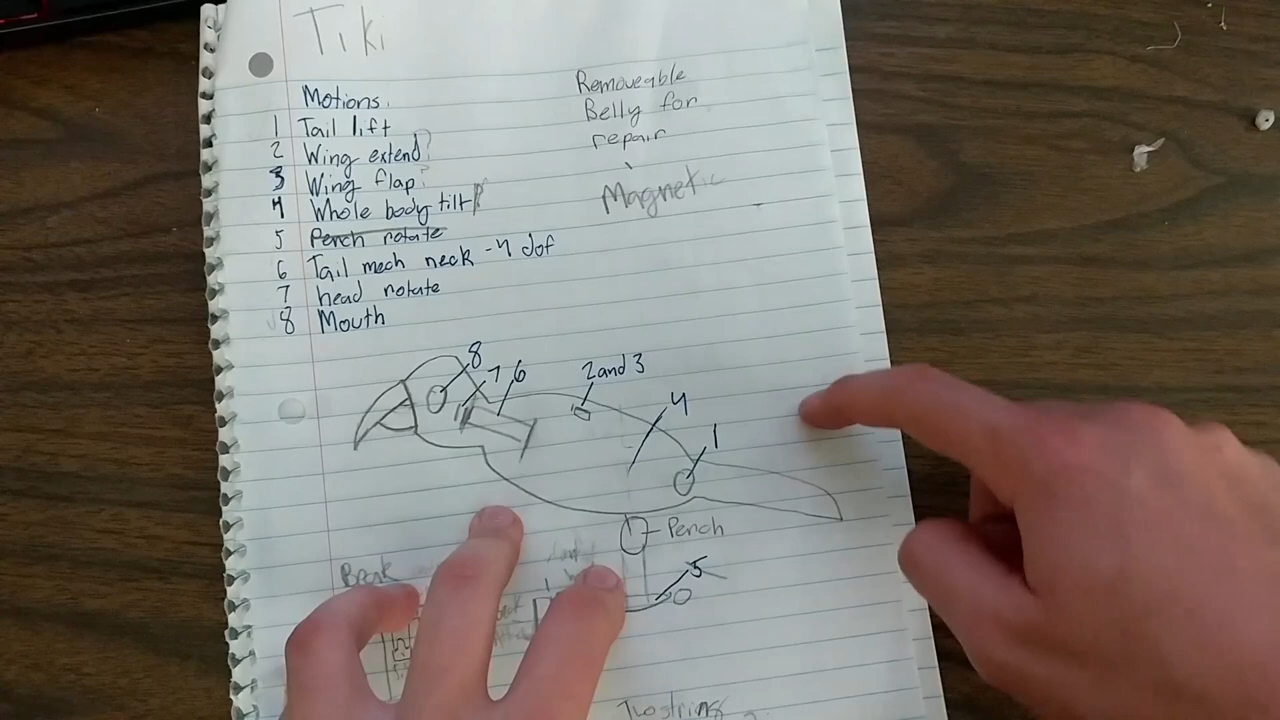 Tiki
Motions.
1 Tail lift
2 Wing extend?
3 Wing flap?
4 Whole body tilt
5 Perch rotate
6 Tail mech neck - 4 dof
7 head rotate
8 Mouth
Removeable
Belly for
repair
Magnetic
8
7
6
2 and 3
4
1
Perch
5
Beak
Two strings